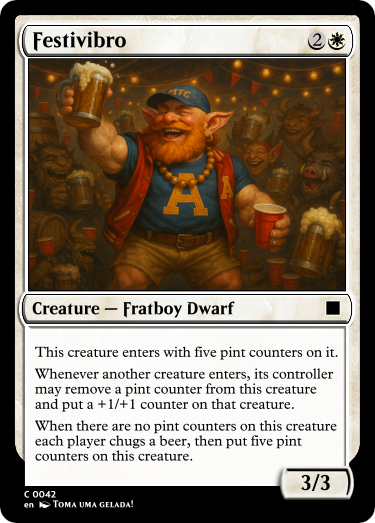 Festivibro
2
MTG
A
A
Creature — Fratboy Dwarf
This creature enters with five pint counters on it.
Whenever another creature enters, its controller
may remove a pint counter from this creature
and put a +1/+1 counter on that creature.
When there are no pint counters on this creature
each player chugs a beer, then put five pint
counters on this creature.
3/3
C 0042
en TOMA UMA GELADA!